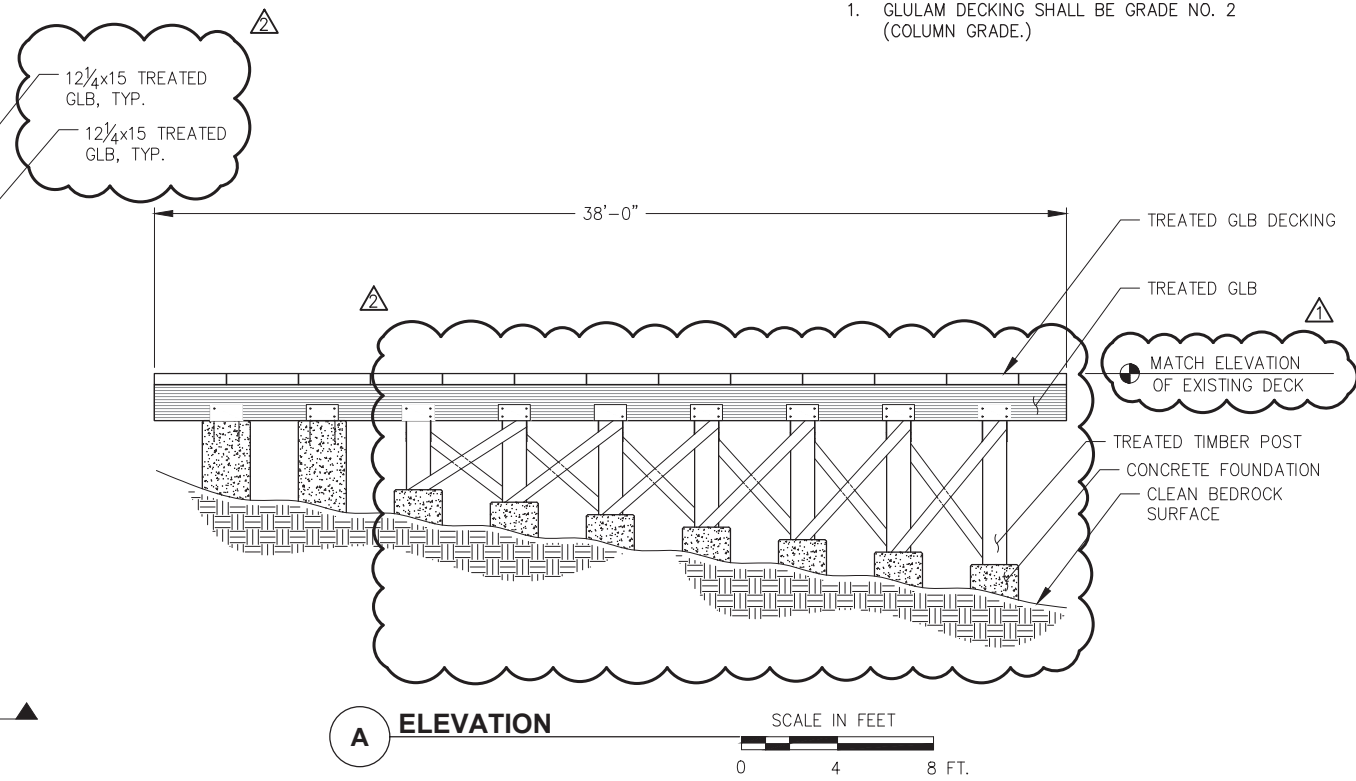 1. GLULAM DECKING SHALL BE GRADE NO. 2
(COLUMN GRADE.)
2
12¼x15 TREATED
GLB, TYP.
12¼x15 TREATED
GLB, TYP.
38'-0"
TREATED GLB DECKING
TREATED GLB
2
1
MATCH ELEVATION
OF EXISTING DECK
TREATED TIMBER POST
CONCRETE FOUNDATION
CLEAN BEDROCK
SURFACE
A ELEVATION
SCALE IN FEET
0 4 8 FT.